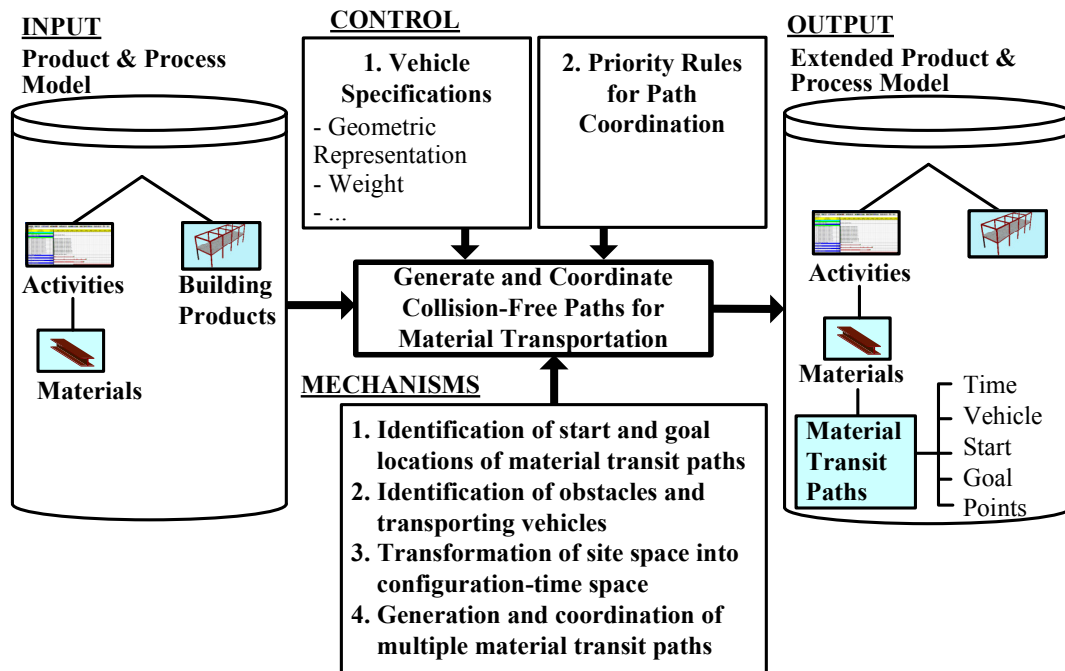 INPUT
Product & Process
Model
Activities
Building
Products
Materials
CONTROL
1. Vehicle
Specifications
- Geometric
Representation
- Weight
- ...
2. Priority Rules
for Path
Coordination
Generate and Coordinate
Collision-Free Paths for
Material Transportation
MECHANISMS
1. Identification of start and goal
locations of material transit paths
2. Identification of obstacles and
transporting vehicles
3. Transformation of site space into
configuration-time space
4. Generation and coordination of
multiple material transit paths
OUTPUT
Extended Product &
Process Model
Activities
Materials
Material
Transit
Paths
Time
Vehicle
Start
Goal
Points